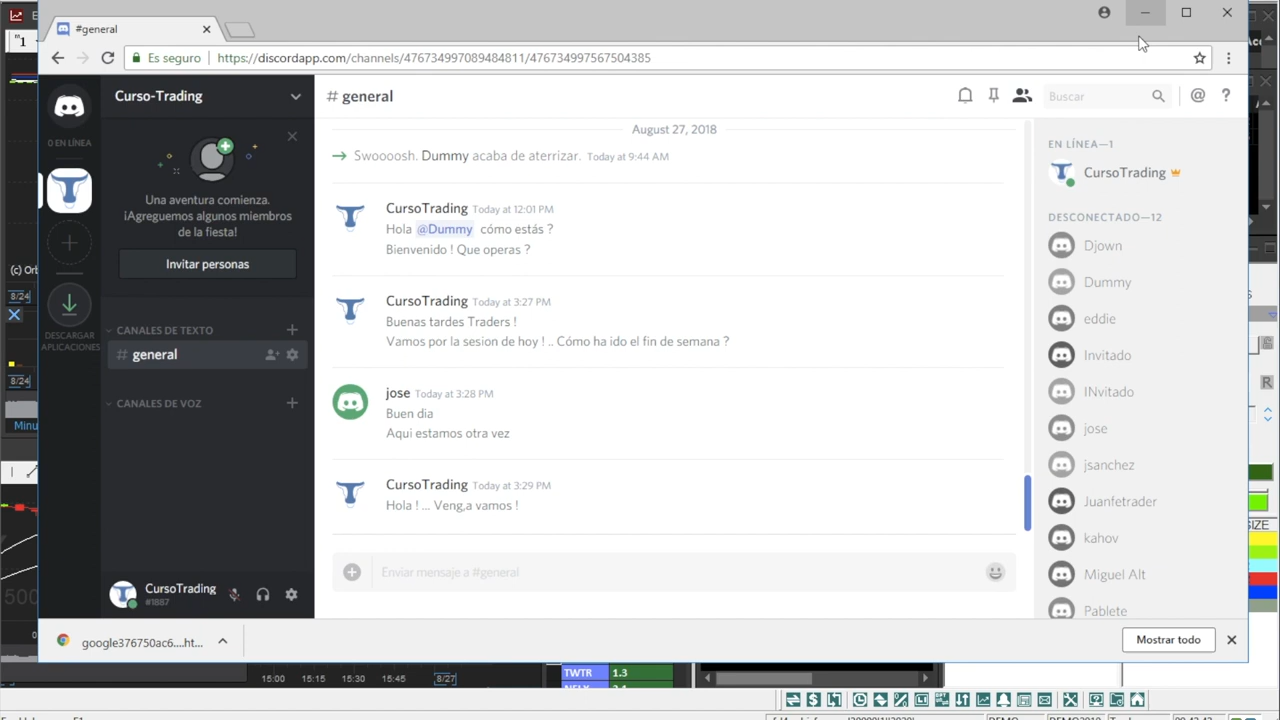 #general
Es seguro
https://discordapp.com/channels/476734997089484811/476734997567504385
0 EN LÍNEA
DESCARGAR
APLICACIONES
Curso-Trading
Una aventura comienza.
¡Agreguemos algunos miembros
de la fiesta!
Invitar personas
CANALES DE TEXTO
# general
CANALES DE VOZ
CursoTrading
#1887
# general
Buscar
August 27, 2018
Swoooosh. Dummy acaba de aterrizar. Today at 9:44 AM
CursoTrading Today at 12:01 PM
Hola @Dummy cómo estás ?
Bienvenido ! Que operas ?
CursoTrading Today at 3:27 PM
Buenas tardes Traders !
Vamos por la sesion de hoy ! .. Cómo ha ido el fin de semana ?
jose Today at 3:28 PM
Buen dia
Aqui estamos otra vez
CursoTrading Today at 3:29 PM
Hola ! ... Veng,a vamos !
Enviar mensaje a #general
EN LÍNEA—1
CursoTrading
DESCONECTADO—12
Djown
Dummy
eddie
Invitado
INvitado
jose
jsanchez
Juanfetrader
kahov
Miguel Alt
Pablete
google376750ac6....ht...
Mostrar todo
8/24
8/24
Minu
R
TWTR 1.3
15:00 15:15 15:30 15:45 8/27